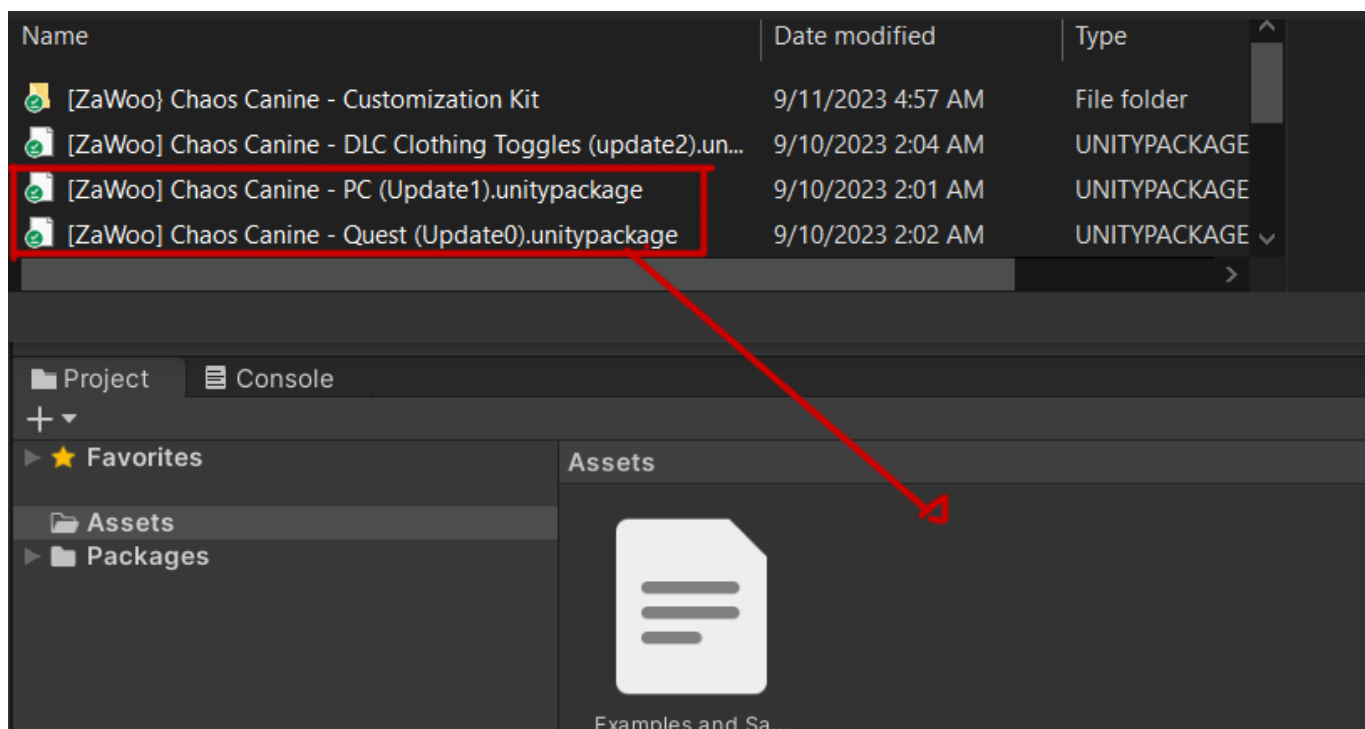 Name Date modified Type
[ZaWoo} Chaos Canine - Customization Kit 9/11/2023 4:57 AM File folder
[ZaWoo] Chaos Canine - DLC Clothing Toggles (update2).un... 9/10/2023 2:04 AM UNITYPACKAGE
[ZaWoo] Chaos Canine - PC (Update1).unitypackage 9/10/2023 2:01 AM UNITYPACKAGE
[ZaWoo] Chaos Canine - Quest (Update0).unitypackage 9/10/2023 2:02 AM UNITYPACKAGE
Project Console
Favorites
Assets
Assets
Packages
Examples and Sa...